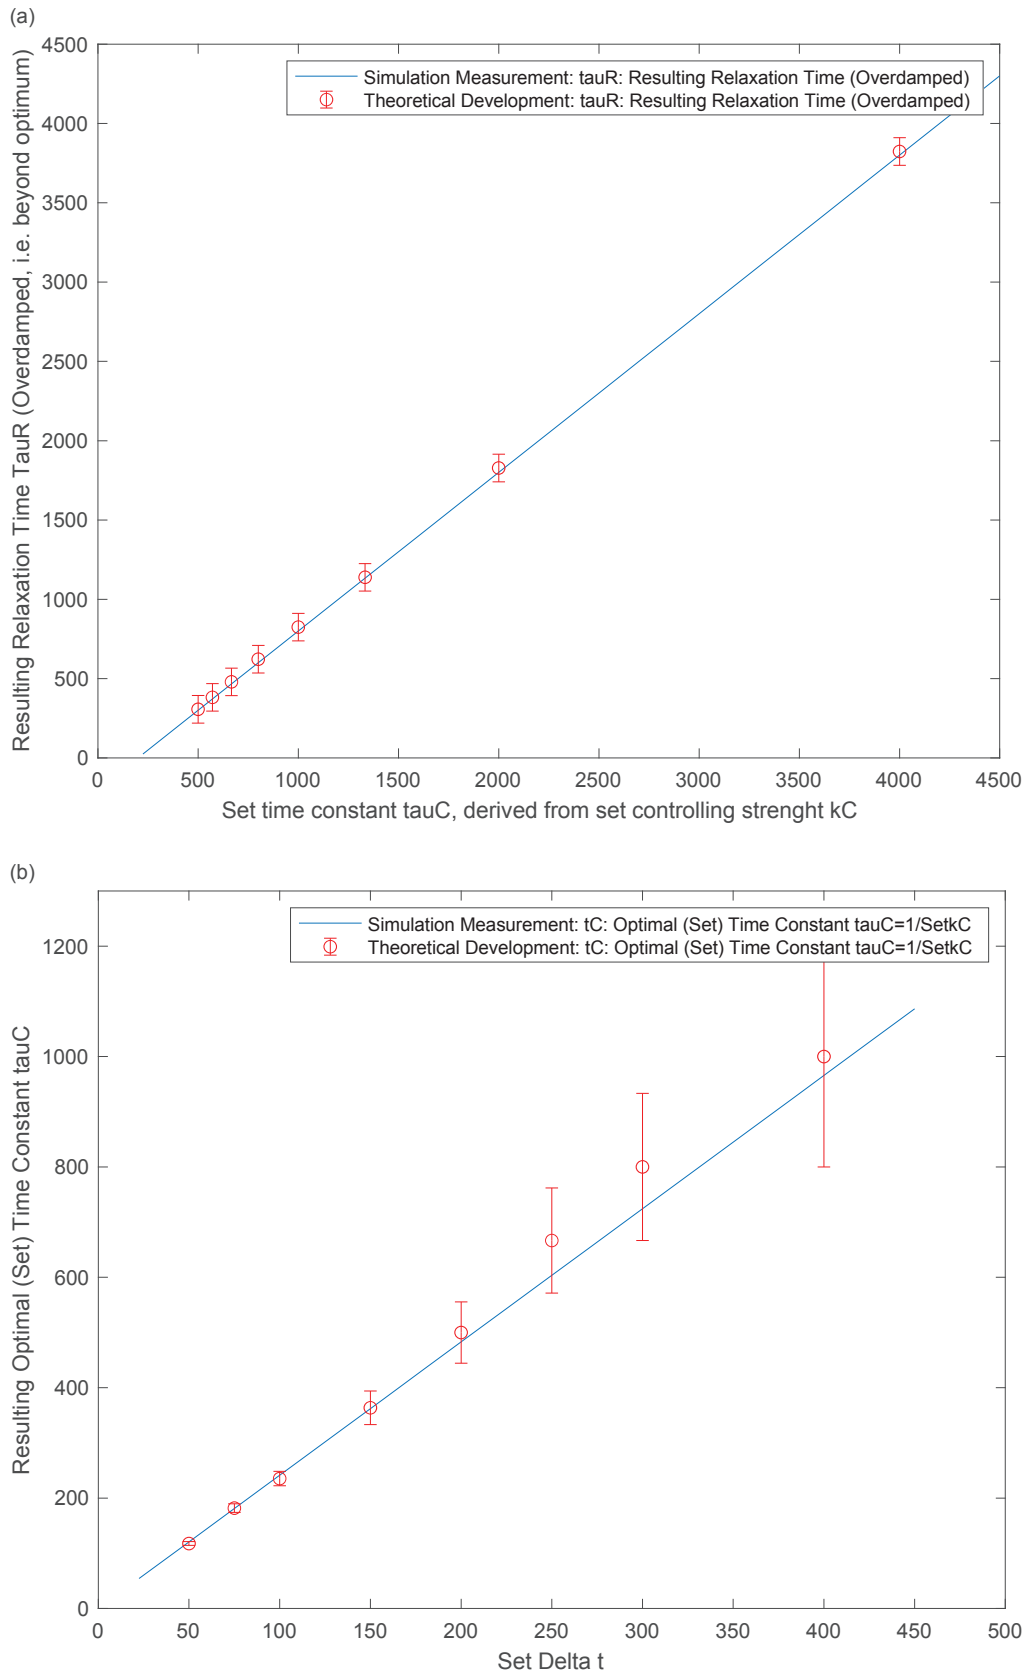 (a)
4500
4000
3500
3000
2500
2000
1500
1000
500
0
Resulting Relaxation Time TauR (Overdamped, i.e. beyond optimum)
Simulation Measurement: tauR: Resulting Relaxation Time (Overdamped)
Theoretical Development: tauR: Resulting Relaxation Time (Overdamped)
0 500 1000 1500 2000 2500 3000 3500 4000 4500
Set time constant tauC, derived from set controlling strenght kC
(b)
1200
1000
800
600
400
200
0
Resulting Optimal (Set) Time Constant tauC
Simulation Measurement: tC: Optimal (Set) Time Constant tauC=1/SetkC
Theoretical Development: tC: Optimal (Set) Time Constant tauC=1/SetkC
0 50 100 150 200 250 300 350 400 450 500
Set Delta t